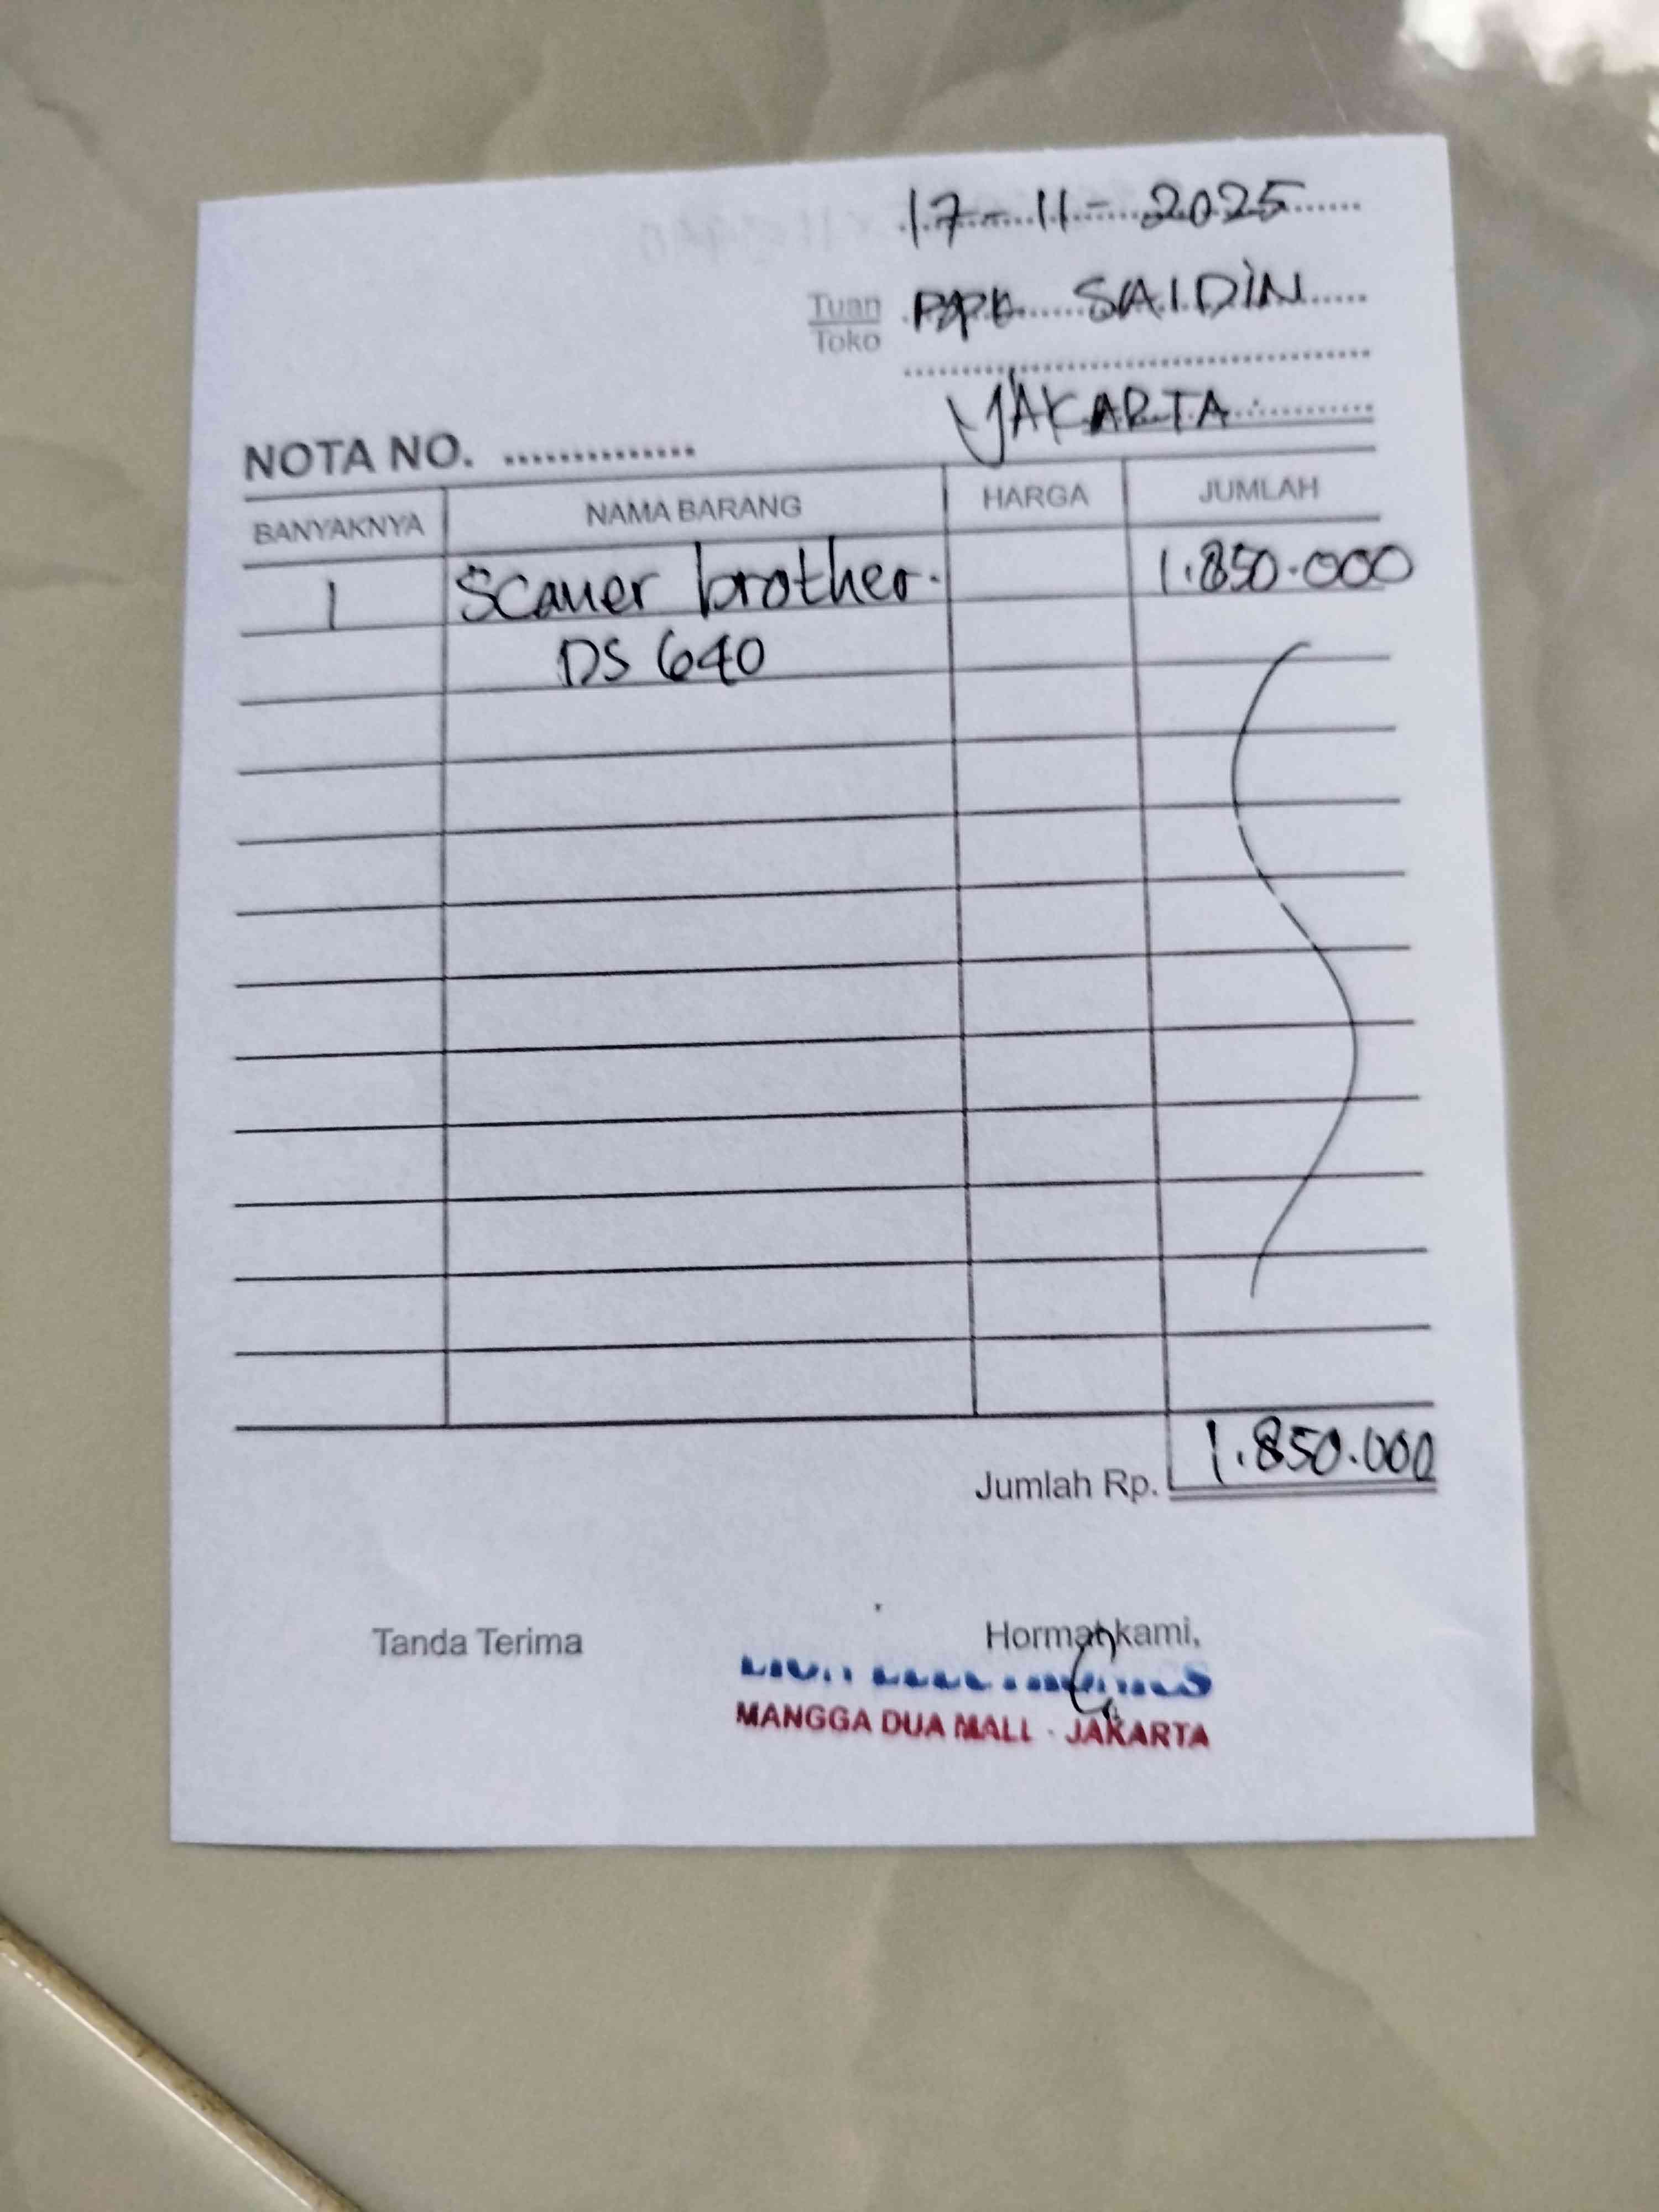 17-11-2025
Tuan SAIDIN
Toko
JAKARTA
NOTA NO. ..............
BANYAKNYA NAMA BARANG HARGA JUMLAH
1 Scaner brother. 1.850.000
DS 640
Jumlah Rp. 1.850.000
Tanda Terima Hormat kami,
MANGGA DUA MALL - JAKARTA